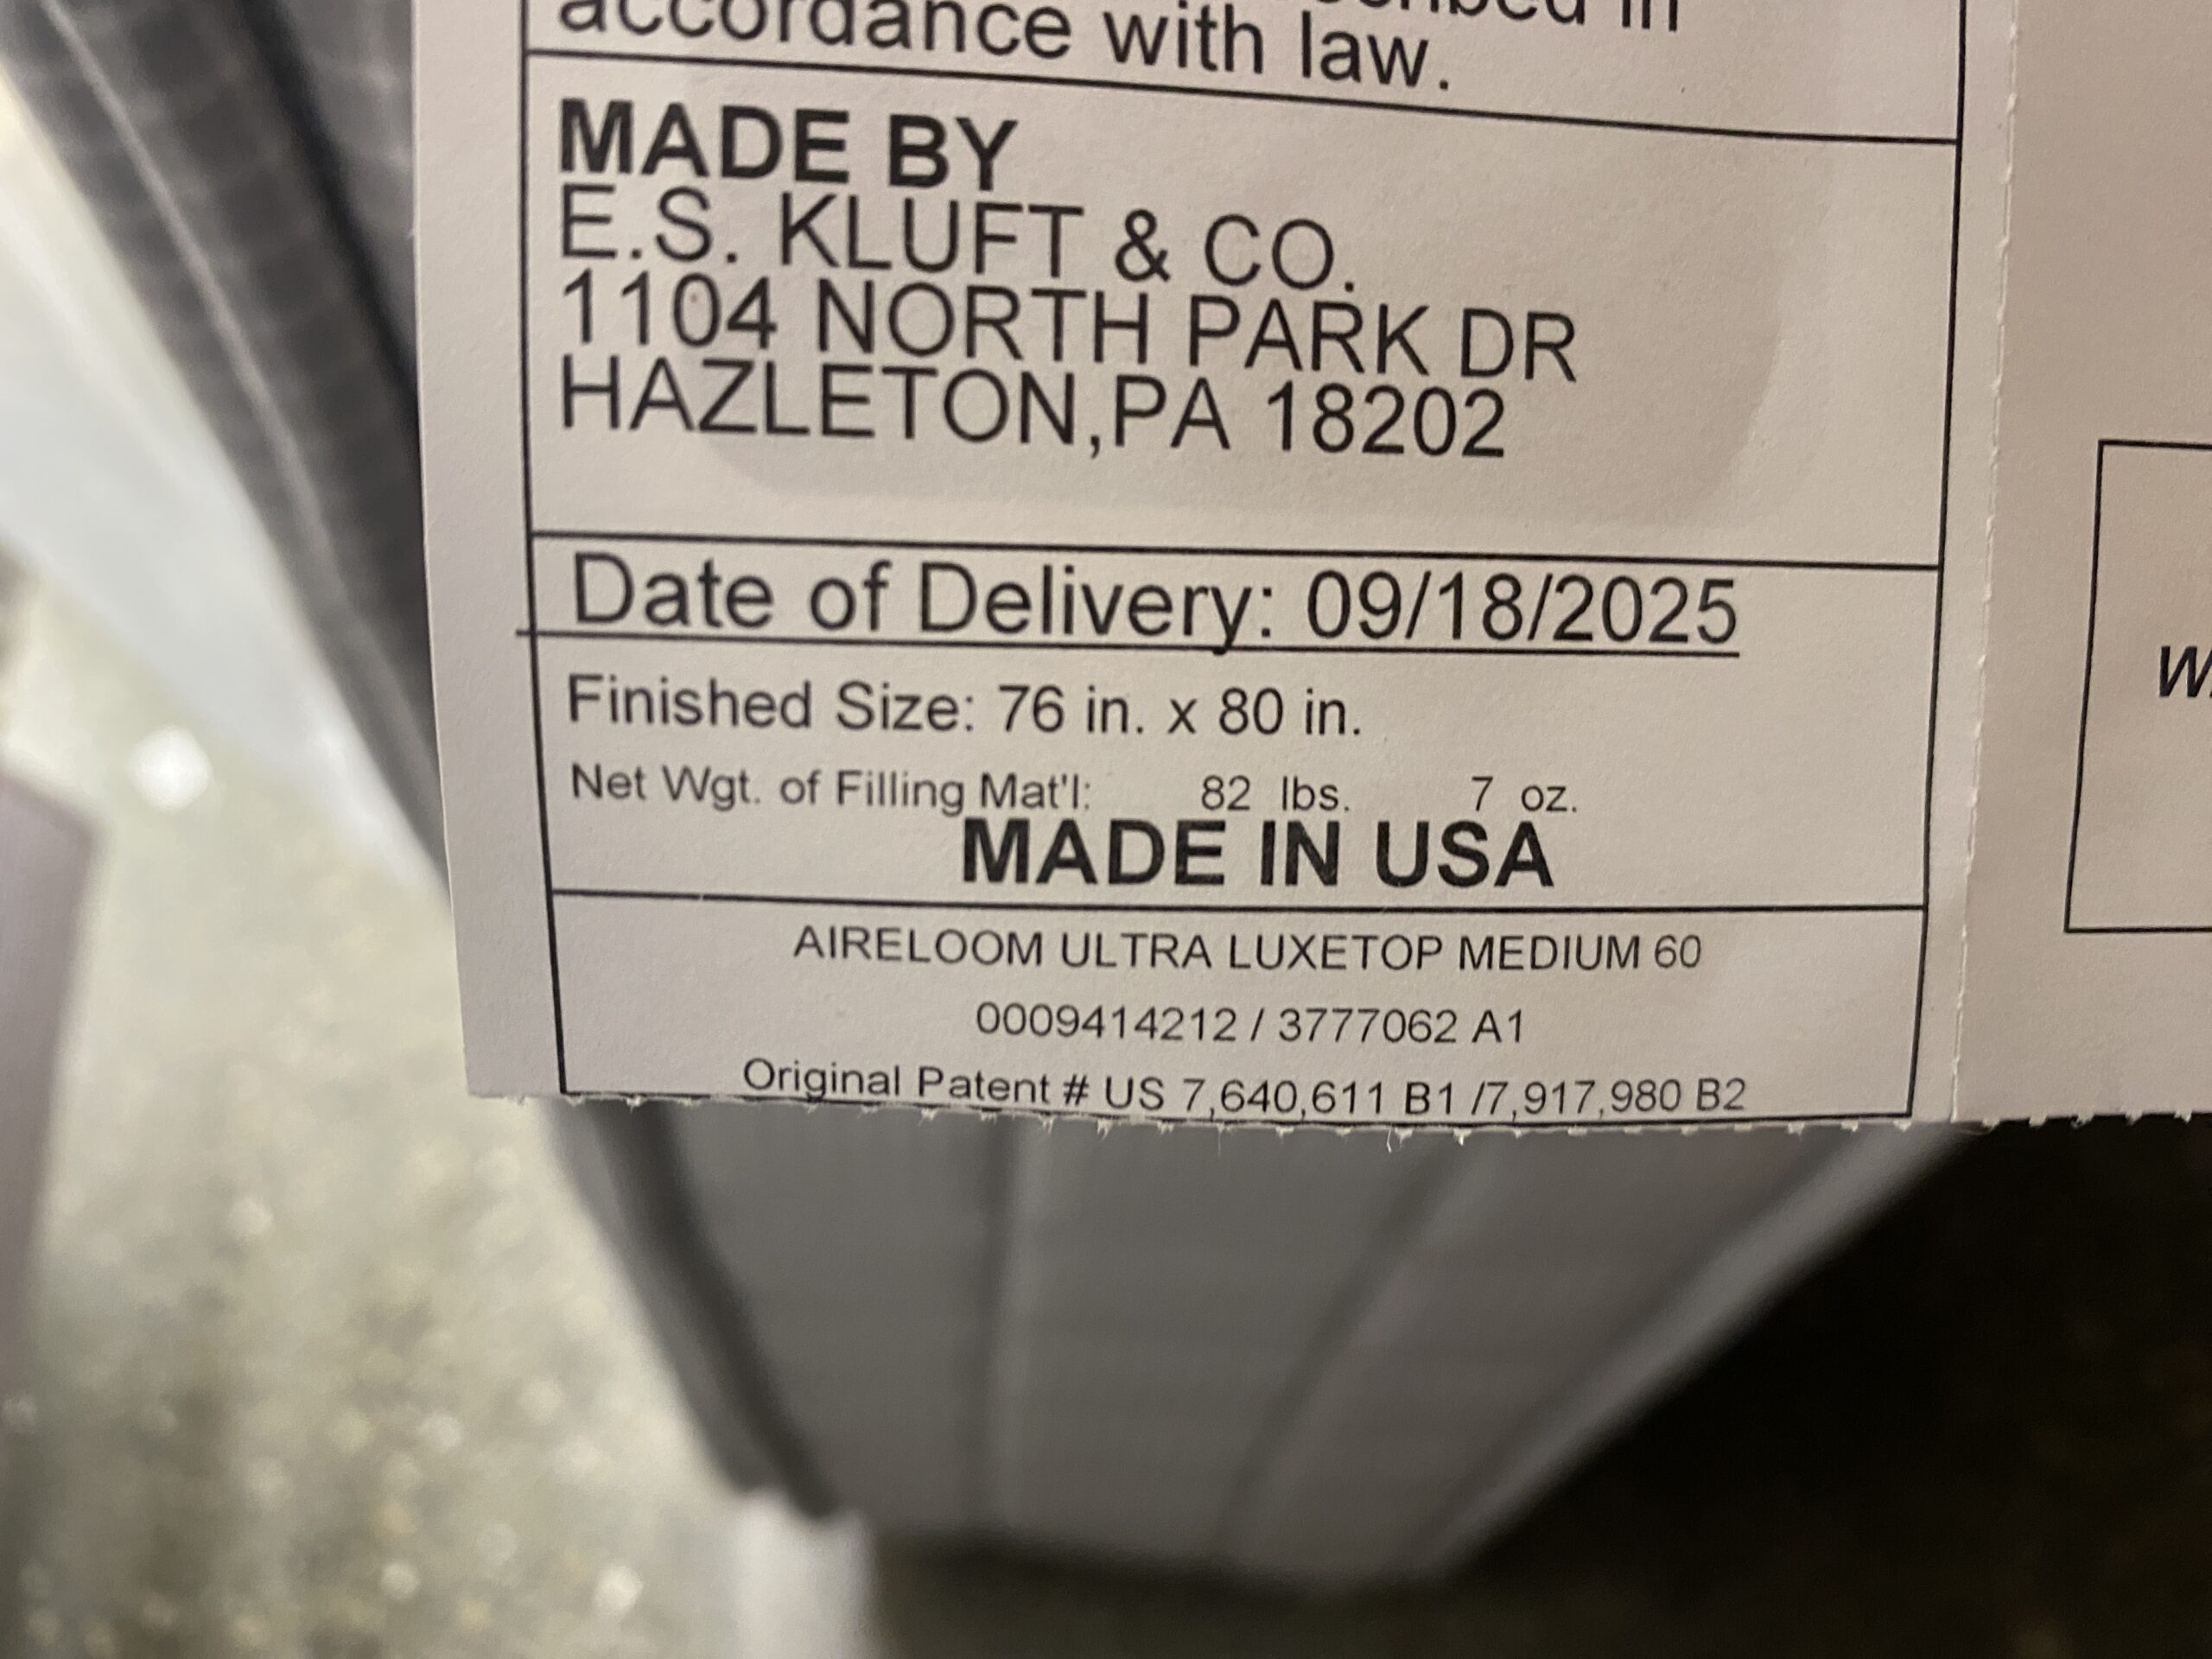 accordance with law.
MADE BY
E.S. KLUFT & CO.
1104 NORTH PARK DR
HAZLETON,PA 18202
Date of Delivery: 09/18/2025
Finished Size: 76 in. x 80 in.
Net Wgt. of Filling Mat'l: 82 lbs. 7 oz.
MADE IN USA
AIRELOOM ULTRA LUXETOP MEDIUM 60
0009414212 / 3777062 A1
Original Patent # US 7,640,611 B1 /7,917,980 B2